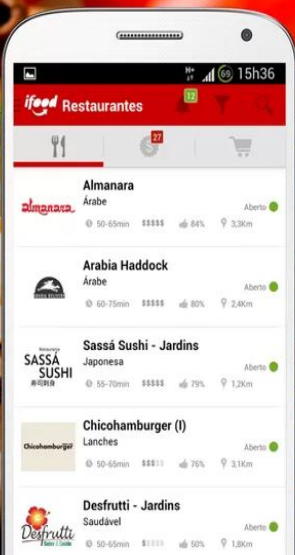 H+
69
15h36
ifood
Restaurantes
12
27
almanara.
Almanara
Árabe
Aberto
50-65min $$$$$ 84% 3,3Km
Arabia Haddock
Árabe
Aberto
60-75min $$$$$ 80% 2,4Km
SASSÁ
SUSHI
Sassá Sushi - Jardins
Japonesa
Aberto
55-70min $$$$$ 79% 1,2Km
Chicohamburger
Chicohamburger (I)
Lanches
Aberto
50-65min $$$$$ 76% 3,1Km
Desfrutti
Desfrutti - Jardins
Saudável
Aberto
50-65min $$$$$ 50% 1,8Km